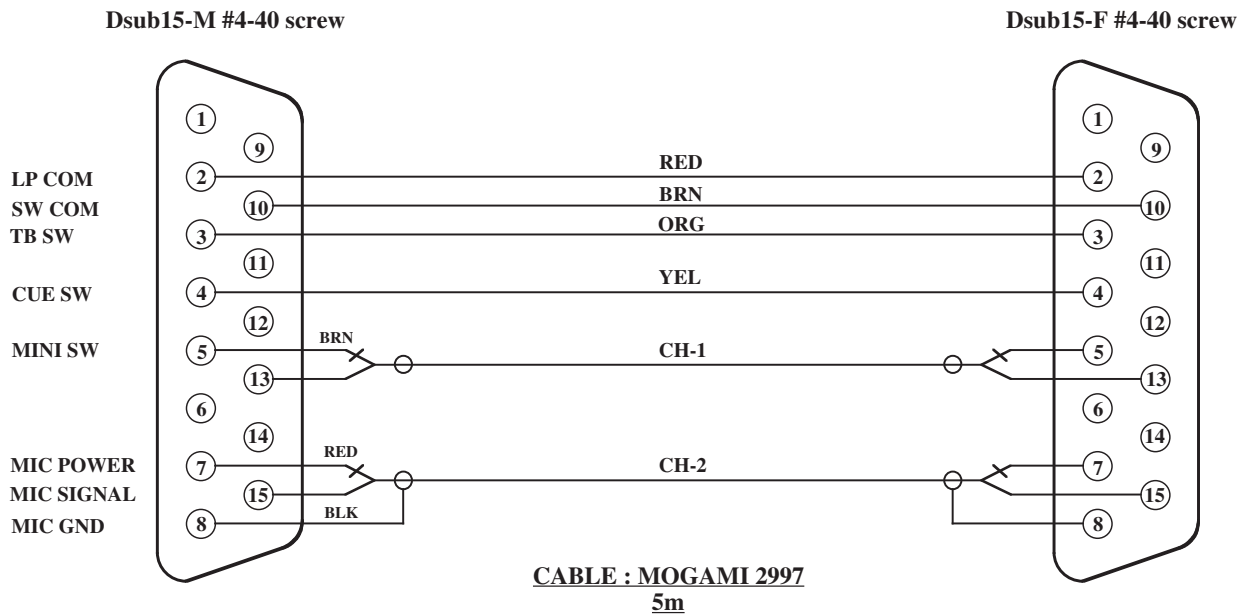 Dsub15-M #4-40 screw
Dsub15-F #4-40 screw
1
1
9
9
RED
LP COM
2
2
BRN
SW COM
10
10
ORG
TB SW
3
3
11
11
YEL
CUE SW
4
4
12
12
MINI SW
5
BRN
CH-1
5
13
13
6
6
14
14
MIC POWER
7
RED
CH-2
7
MIC SIGNAL
15
15
MIC GND
8
BLK
8
CABLE : MOGAMI 2997
5m